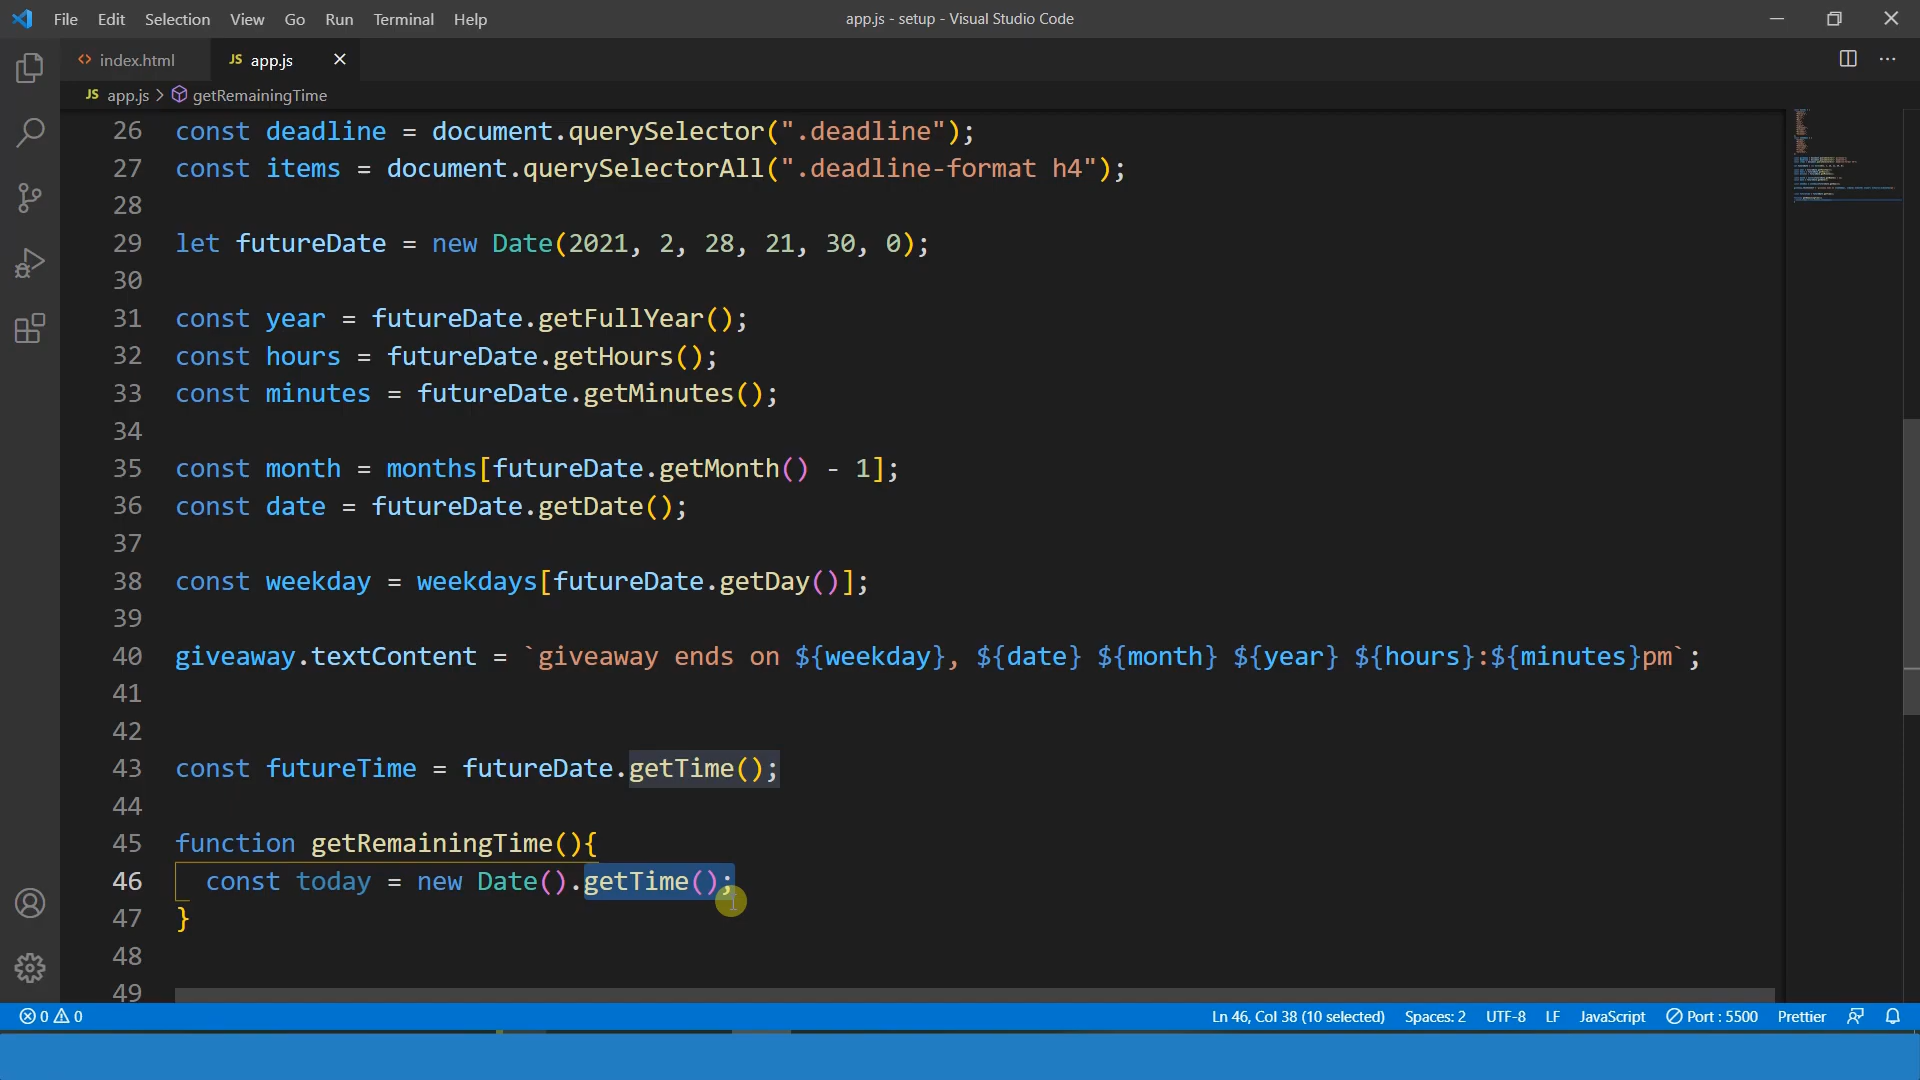 File Edit Selection View Go Run Terminal Help
app.js - setup - Visual Studio Code
index.html
JS app.js
JS app.js > getRemainingTime
26 const deadline = document.querySelector(".deadline");
27 const items = document.querySelectorAll(".deadline-format h4");
28
29 let futureDate = new Date(2021, 2, 28, 21, 30, 0);
30
31 const year = futureDate.getFullYear();
32 const hours = futureDate.getHours();
33 const minutes = futureDate.getMinutes();
34
35 const month = months[futureDate.getMonth() - 1];
36 const date = futureDate.getDate();
37
38 const weekday = weekdays[futureDate.getDay()];
39
40 giveaway.textContent = `giveaway ends on ${weekday}, ${date} ${month} ${year} ${hours}:${minutes}pm`;
41
42
43 const futureTime = futureDate.getTime();
44
45 function getRemainingTime(){
46 const today = new Date().getTime();
47 }
48
49
0 0
Ln 46, Col 38 (10 selected) Spaces: 2 UTF-8 LF JavaScript Port : 5500 Prettier